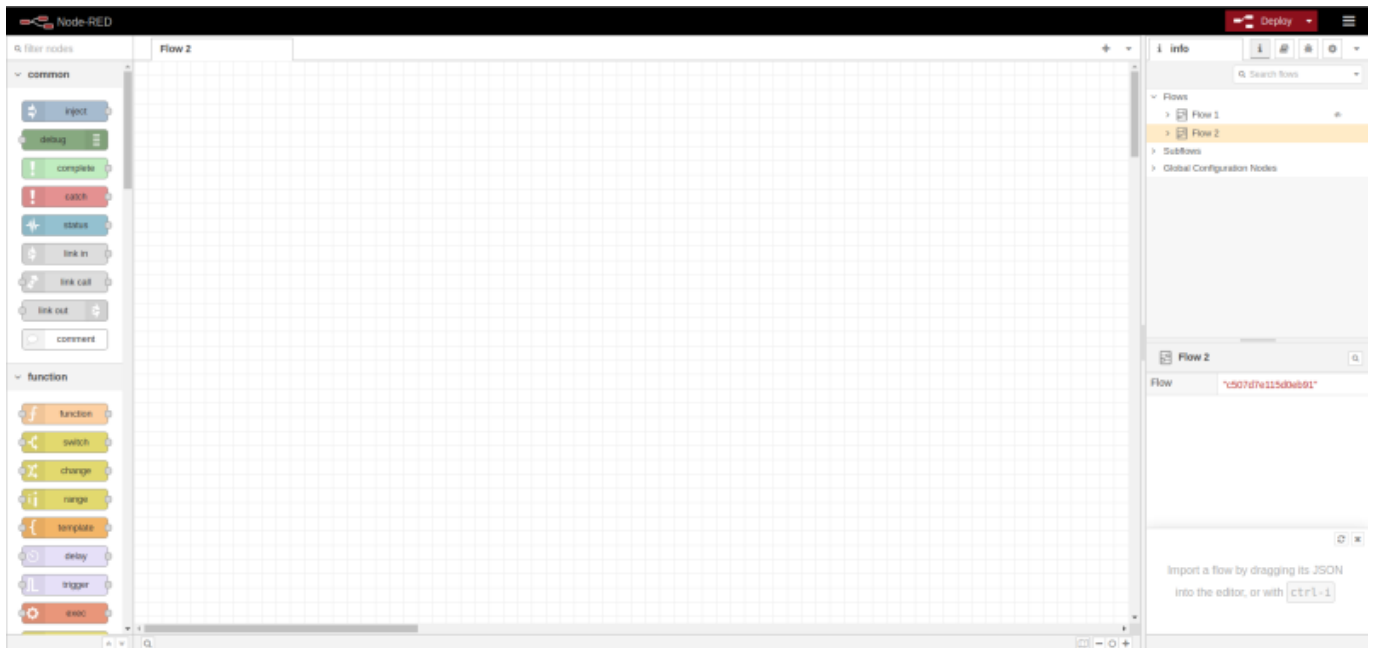 Node-RED
Deploy
filter nodes
Flow 2
info
common
Search flows
inject
debug
complete
catch
status
link in
link call
link out
comment
function
function
switch
change
range
template
delay
trigger
exec
Flows
Flow 1
Flow 2
Subflows
Global Configuration Nodes
Flow 2
Flow "c507d7e115d0eb91"
Import a flow by dragging its JSON
into the editor, or with ctrl-i